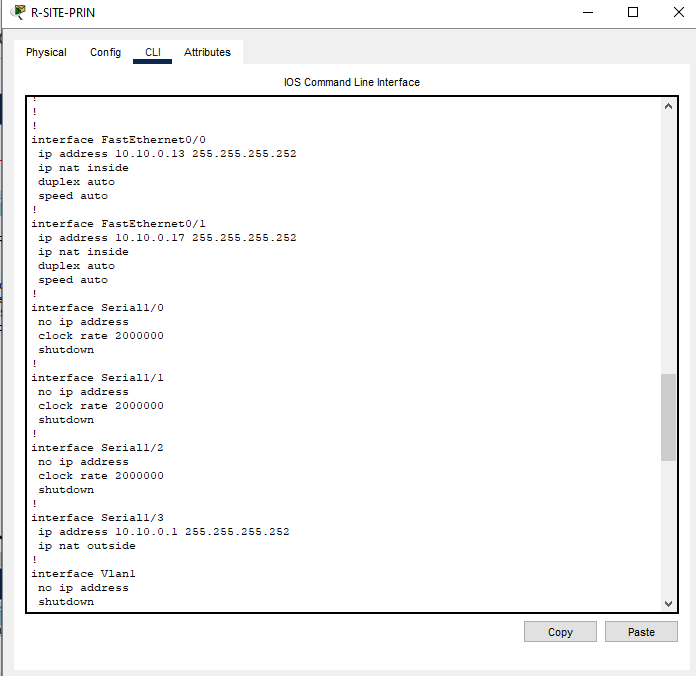 R-SITE-PRIN
Physical Config CLI Attributes
IOS Command Line Interface
!
!
!
interface FastEthernet0/0
ip address 10.10.0.13 255.255.255.252
ip nat inside
duplex auto
speed auto
!
interface FastEthernet0/1
ip address 10.10.0.17 255.255.255.252
ip nat inside
duplex auto
speed auto
!
interface Serial1/0
no ip address
clock rate 2000000
shutdown
!
interface Serial1/1
no ip address
clock rate 2000000
shutdown
!
interface Serial1/2
no ip address
clock rate 2000000
shutdown
!
interface Serial1/3
ip address 10.10.0.1 255.255.255.252
ip nat outside
!
interface Vlan1
no ip address
shutdown
Copy Paste